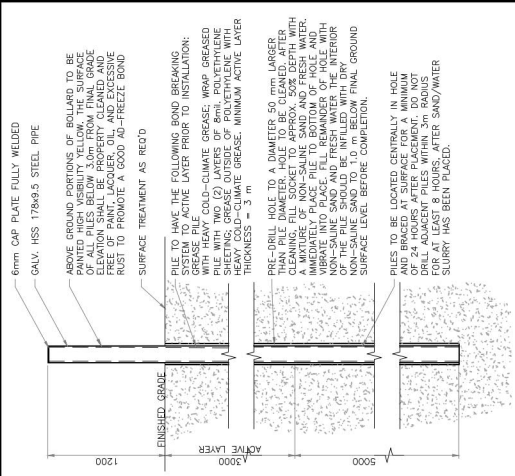 6mm CAP PLATE FULLY WELDED
GALV. HSS 178x9.5 STEEL PIPE
ABOVE GROUND PORTIONS OF BOLLARD TO BE
PAINTED HIGH VISIBILITY YELLOW, THE SURFACE
OF ALL PILES BELOW 3.0m FROM FINAL GRADE
ELEVATION SHALL BE PROPERTY CLEANED AND
FREE OF PAINT, LACQUER, OIL, AND EXCESSIVE
RUST TO PROMOTE A GOOD AD-FREEZE BOND
SURFACE TREATMENT AS REQ'D
PILE TO HAVE THE FOLLOWING BOND BREAKING
SYSTEM TO ACTIVE LAYER PRIOR TO INSTALLATION:
GREASE PILE
WITH HEAVY COLD-CLIMATE GREASE; WRAP GREASED
PILE WITH TWO (2) LAYERS OF 8mil. POLYETHYLENE
SHEETING; GREASE OUTSIDE OF POLYETHYLENE WITH
HEAVY COLD-CLIMATE GREASE. MINIMUM ACTIVE LAYER
THICKNESS = 3 m
PRE-DRILL HOLE TO A DIAMETER 50 mm LARGER
THAN PILE DIAMETER. HOLE TO BE CLEANED. AFTER
CLEANING, FILL SOCKET TO APPROX. 50% DEPTH WITH
A MIXTURE OF NON-SALINE SAND AND FRESH WATER.
IMMEDIATELY PLACE PILE TO BOTTOM OF HOLE AND
VIBRATE INTO PLACE. FILL REMAINDER OF HOLE WITH
NON-SALINE SAND AND FRESH WATER THE INTERIOR
OF THE PILE SHOULD BE INFILLED WITH DRY
NON-SALINE SAND TO 1.0 m BELOW FINAL GROUND
SURFACE LEVEL BEFORE COMPLETION.
PILES TO BE LOCATED CENTRALLY IN HOLE
AND BRACED AT SURFACE FOR A MINIMUM
OF 24 HOURS AFTER PLACEMENT. DO NOT
DRILL ADJACENT PILES WITHIN 3m RADIUS
FOR AT LEAST 8 HOURS, AFTER SAND/WATER
SLURRY HAS BEEN PLACED.
1200
FINISHED GRADE
3000
ACTIVE LAYER
5000